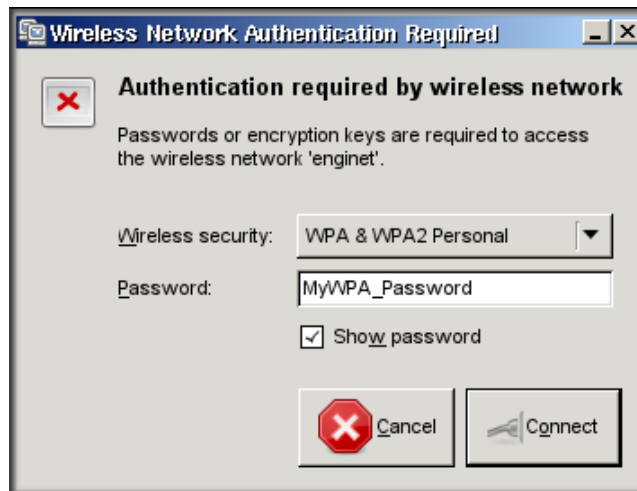 Wireless Network Authentication Required
Authentication required by wireless network
Passwords or encryption keys are required to access
the wireless network 'enginet'.
Wireless security: WPA & WPA2 Personal
Password: MyWPA_Password
Show password
Cancel Connect